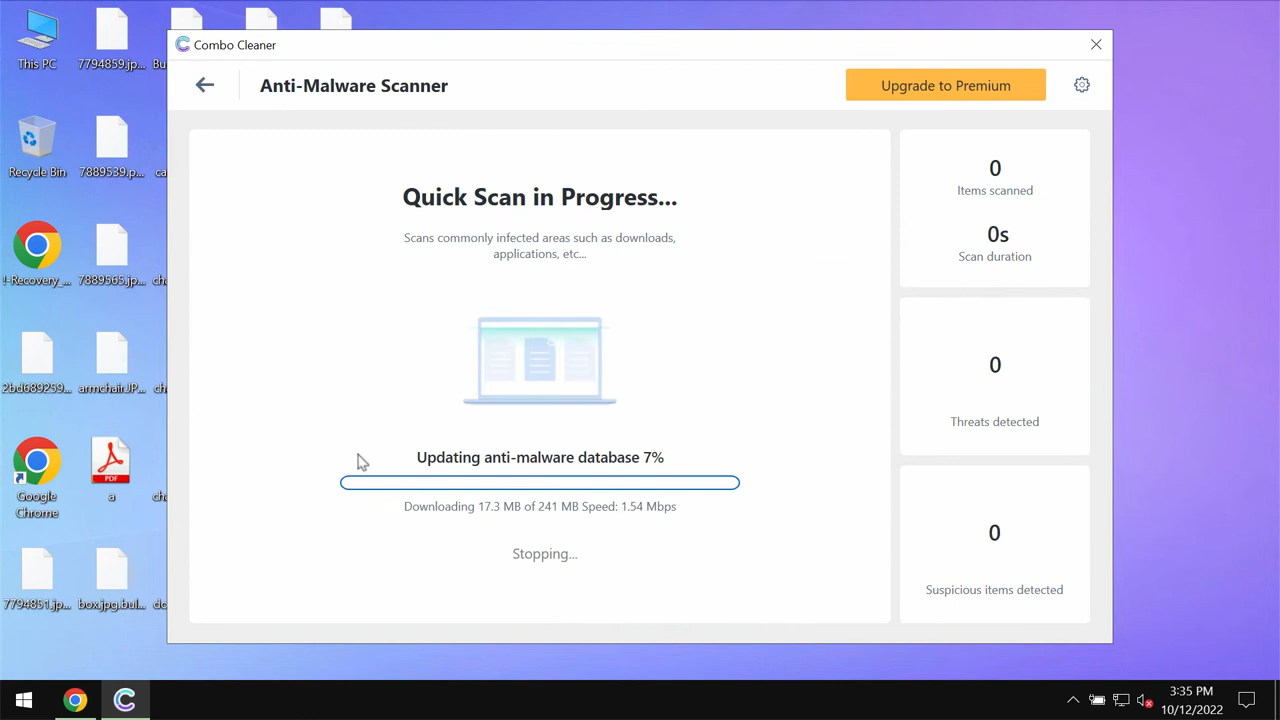 Combo Cleaner
Anti-Malware Scanner
Upgrade to Premium
Quick Scan in Progress...
Scans commonly infected areas such as downloads,
applications, etc...
Updating anti-malware database 7%
Downloading 17.3 MB of 241 MB Speed: 1.54 Mbps
Stopping...
0
Items scanned
0s
Scan duration
0
Threats detected
0
Suspicious items detected
This PC
7794859.jp...
Bu
Recycle Bin
7889539.p...
ca
!-Recovery_...
7889565.jp...
ch
2bd689259...
armchair.JP...
ch
Google
Chrome
PDF
a
ch
7794851.jp...
box.jpg.bul...
do
3:35 PM
10/12/2022